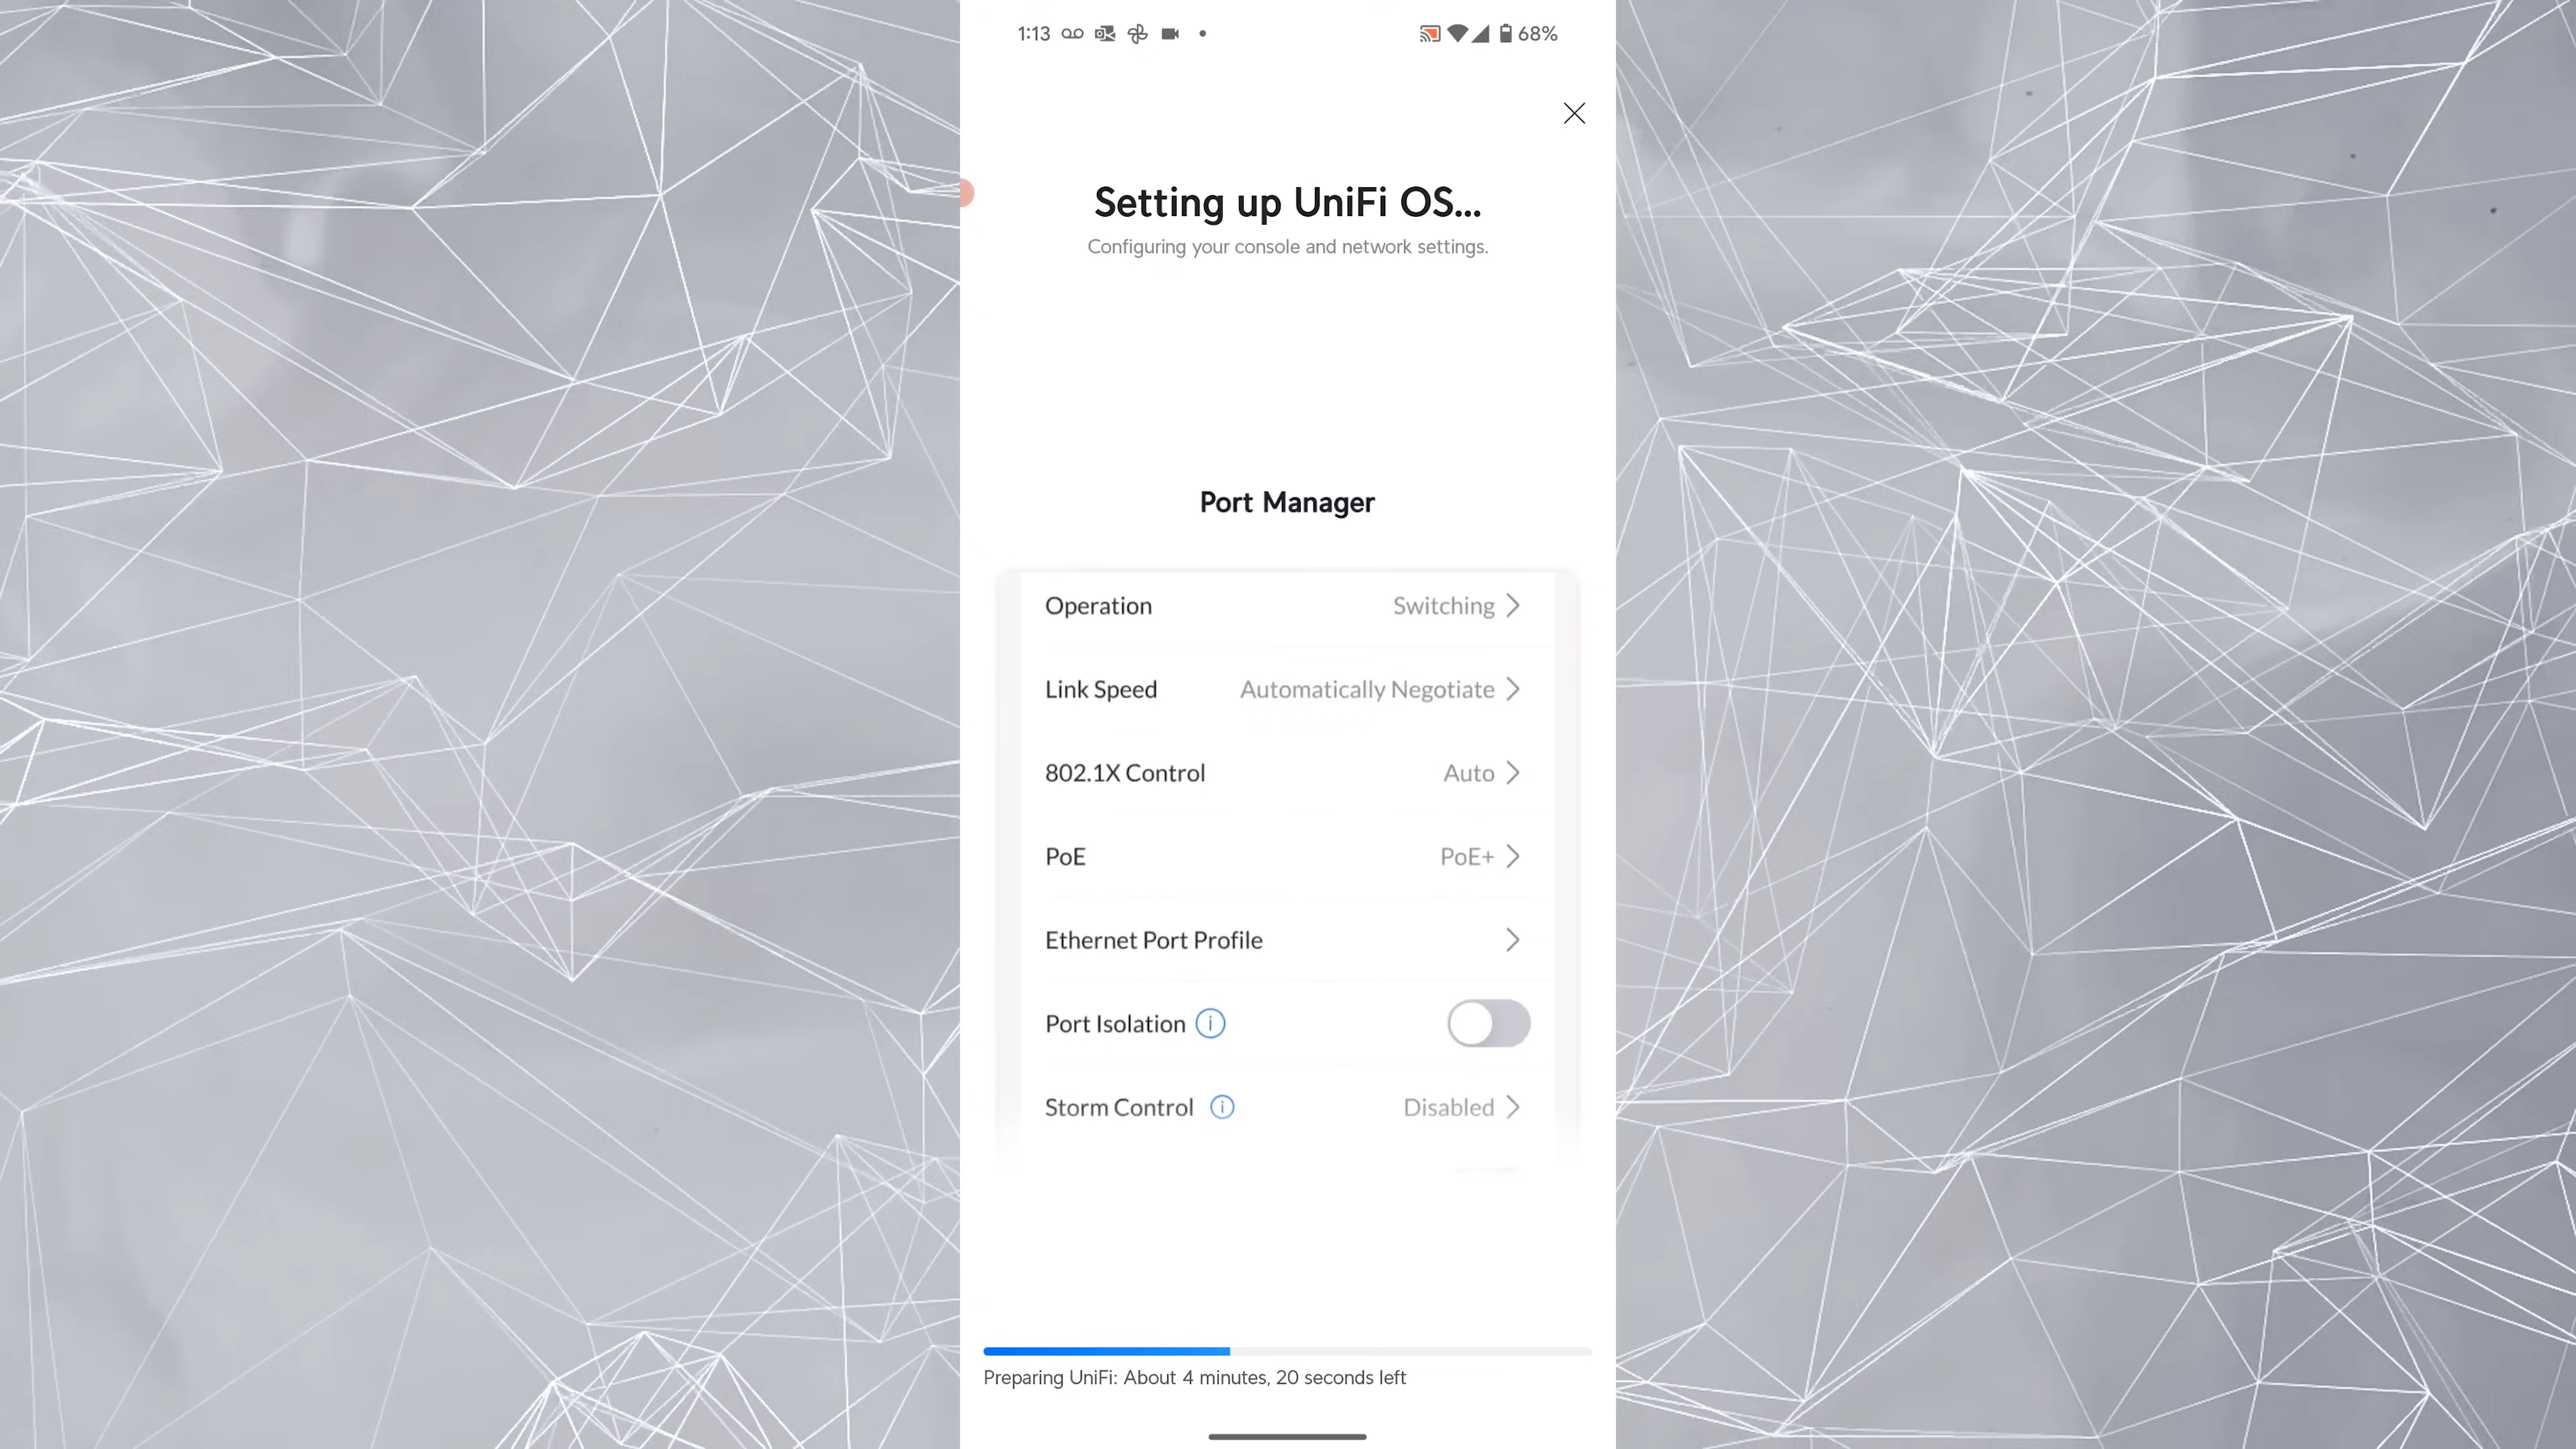 1:13
68%
Setting up UniFi OS...
Configuring your console and network settings.
Port Manager
Operation Switching
Link Speed Automatically Negotiate
802.1X Control Auto
PoE PoE+
Ethernet Port Profile
Port Isolation
Storm Control Disabled
Preparing UniFi: About 4 minutes, 20 seconds left